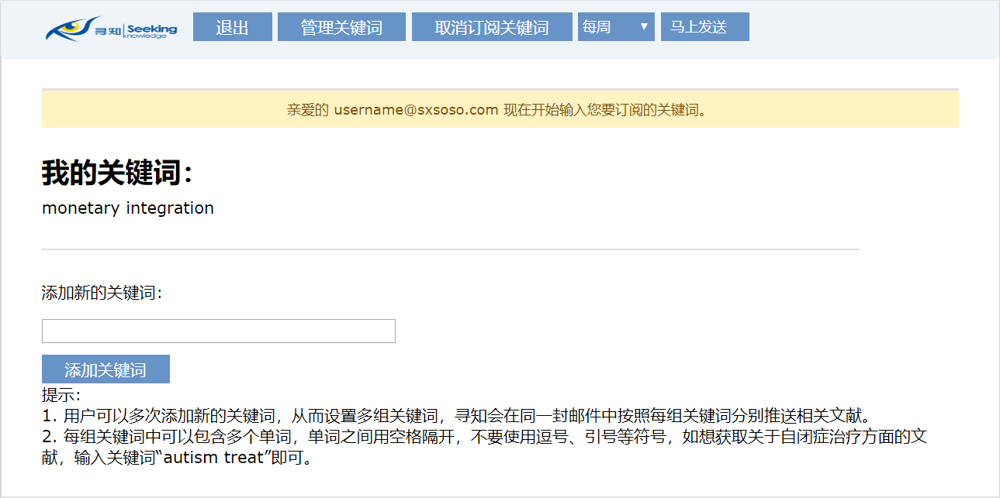 寻知 Seeking knowledge 退出 管理关键词 取消订阅关键词 每周 ▼ 马上发送
亲爱的 username@sxsoso.com 现在开始输入您要订阅的关键词。
我的关键词：
monetary integration
添加新的关键词：
添加关键词
提示：
1. 用户可以多次添加新的关键词，从而设置多组关键词，寻知会在同一封邮件中按照每组关键词分别推送相关文献。
2. 每组关键词中可以包含多个单词，单词之间用空格隔开，不要使用逗号、引号等符号，如想获取关于自闭症治疗方面的文
献，输入关键词“autism treat”即可。